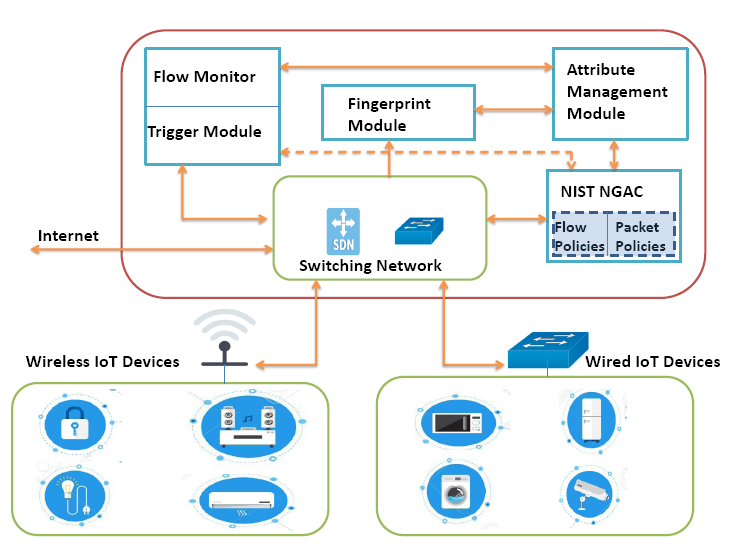 Flow Monitor
Trigger Module
Fingerprint
Module
Attribute
Management
Module
NIST NGAC
Flow
Policies
Packet
Policies
SDN
Switching Network
Internet
Wireless IoT Devices
Wired IoT Devices